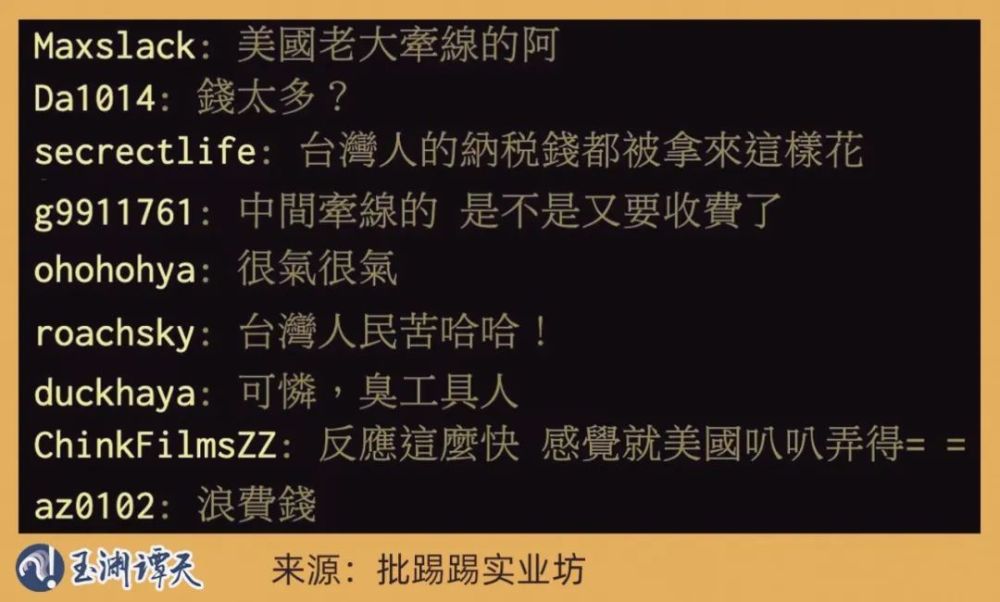 Maxslack: 美國老大牽線的阿
Da1014: 錢太多？
secrectlife: 台灣人的納稅錢都被拿來這樣花
g9911761: 中間牽線的 是不是又要收費了
ohohohya: 很氣很氣
roachsky: 台灣人民苦哈哈！
duckhaya: 可憐，臭工具人
ChinkFilmsZZ: 反應這麼快 感覺就美國叭叭弄得= =
az0102: 浪費錢
玉渊谭天 来源：批踢踢实业坊